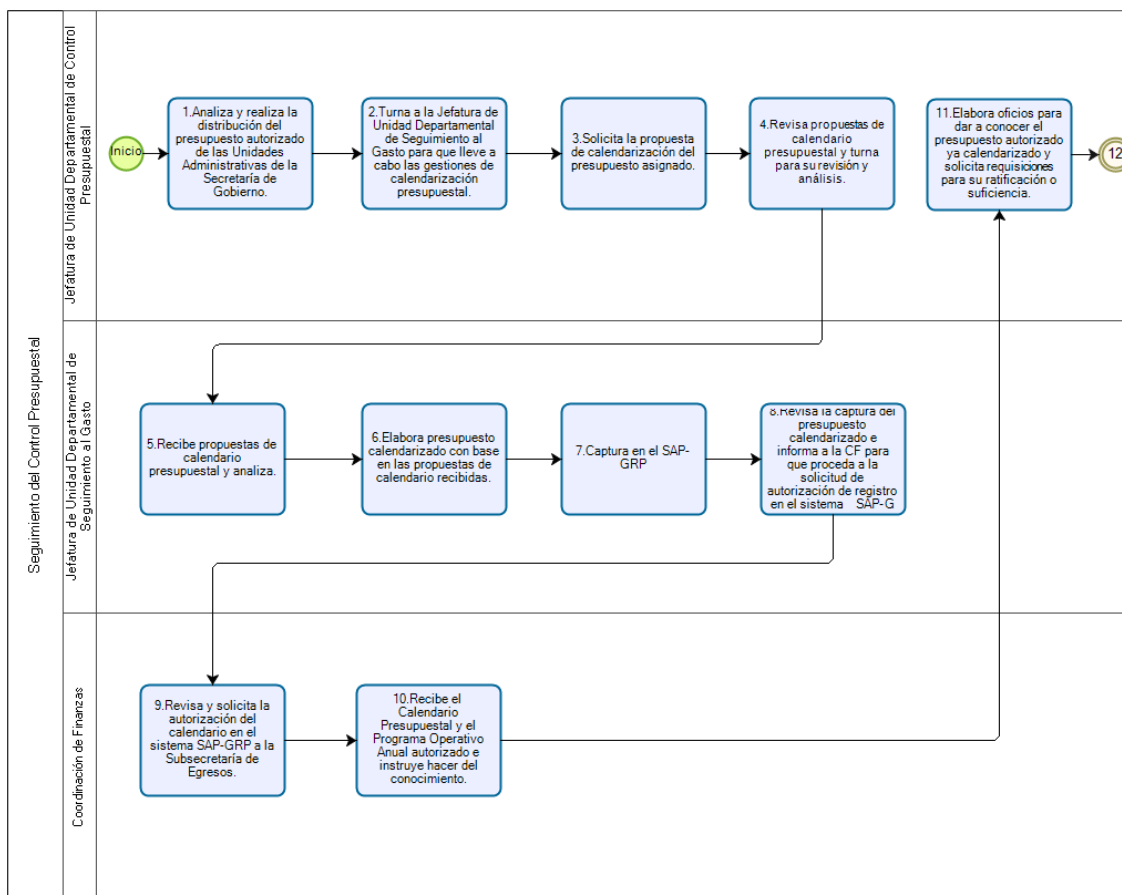 Seguimiento del Control Presupuestal
Jefatura de Unidad Departamental de Control
Presupuestal
Inicio
1.Analiza y realiza la
distribución del
presupuesto autorizado
de las Unidades
Administrativas de la
Secretaría de
Gobierno.
2.Turna a la Jefatura de
Unidad Departamental
de Seguimiento al
Gasto para que lleve a
cabo las gestiones de
calendarización
presupuestal.
3.Solicita la propuesta
de calendarización del
presupuesto asignado.
4.Revisa propuestas de
calendario
presupuestal y turna
para su revisión y
análisis.
11.Elabora oficios para
dar a conocer el
presupuesto autorizado
ya calendarizado y
solicita requisiciones
para su ratificación o
suficiencia.
12
Jefatura de Unidad Departamental de
Seguimiento al Gasto
5.Recibe propuestas de
calendario
presupuestal y analiza.
6.Elabora presupuesto
calendarizado con base
en las propuestas de
calendario recibidas.
7.Captura en el SAP-
GRP
8.Revisa la captura del
presupuesto
calendarizado e
informa a la CF para
que proceda a la
solicitud de
autorización de registro
en el sistema SAP-G
Coordinación de Finanzas
9.Revisa y solicita la
autorización del
calendario en el
sistema SAP-GRP a la
Subsecretaría de
Egresos.
10.Recibe el
Calendario
Presupuestal y el
Programa Operativo
Anual autorizado e
instruye hacer del
conocimiento.